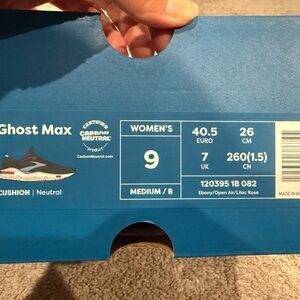 Ghost Max
CERTIFIED
CARBON
NEUTRAL
product
CarbonNeutral.com
CUSHION | Neutral
WOMEN'S
9
MEDIUM / B
40.5
EURO
26
CM
7
UK
260(1.5)
CN
120395 1B 082
Ebony/Open Air/Lilac Rose
MADE IN